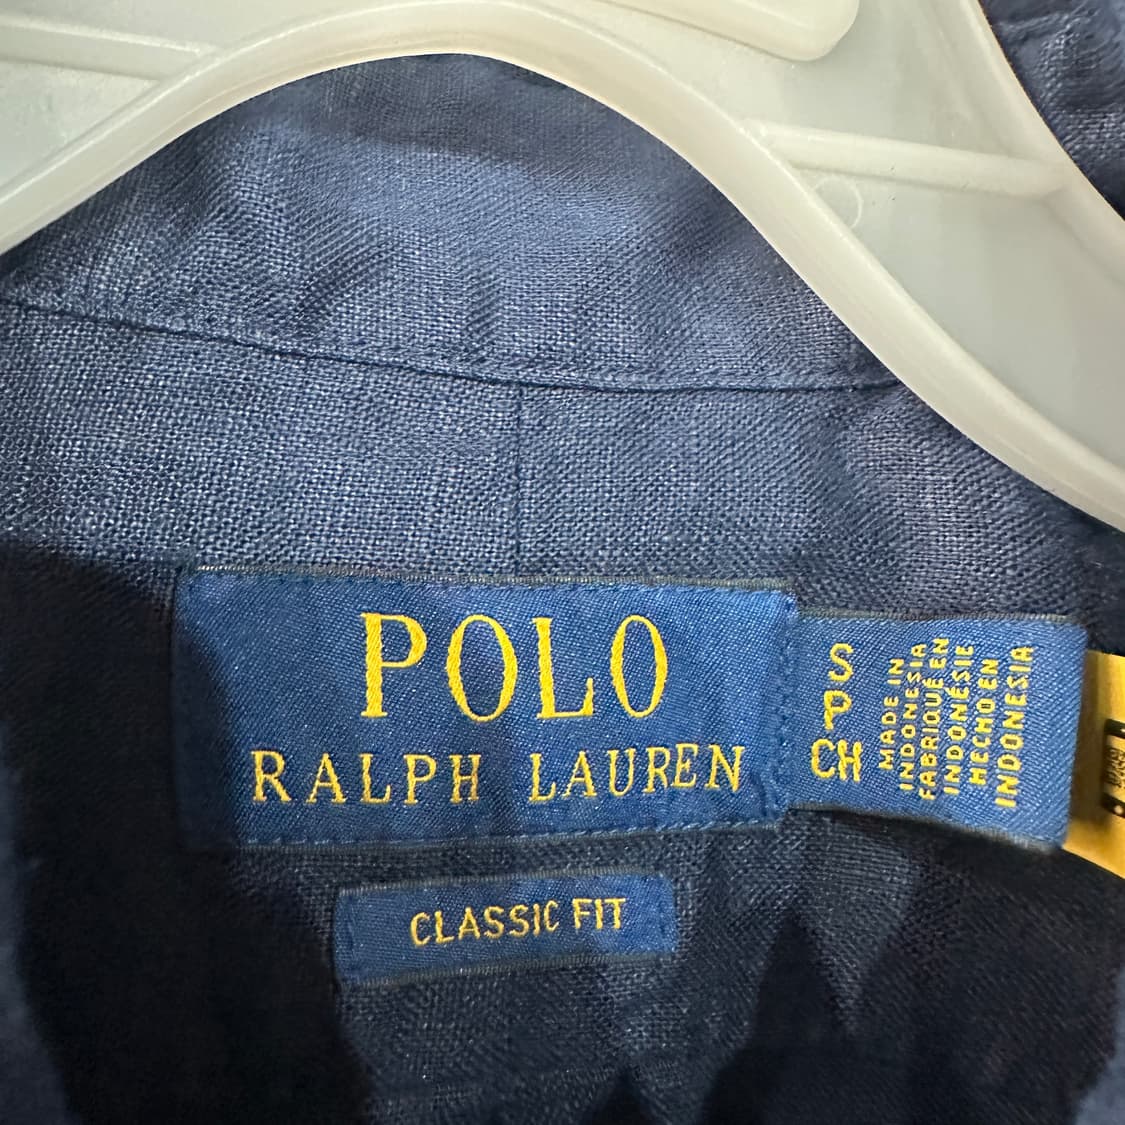 POLO
RALPH LAUREN
S
P
CH
MADE IN
INDONESIA
FABRIQUÉ EN
INDONÉSIE
HECHO EN
INDONESIA
CLASSIC FIT